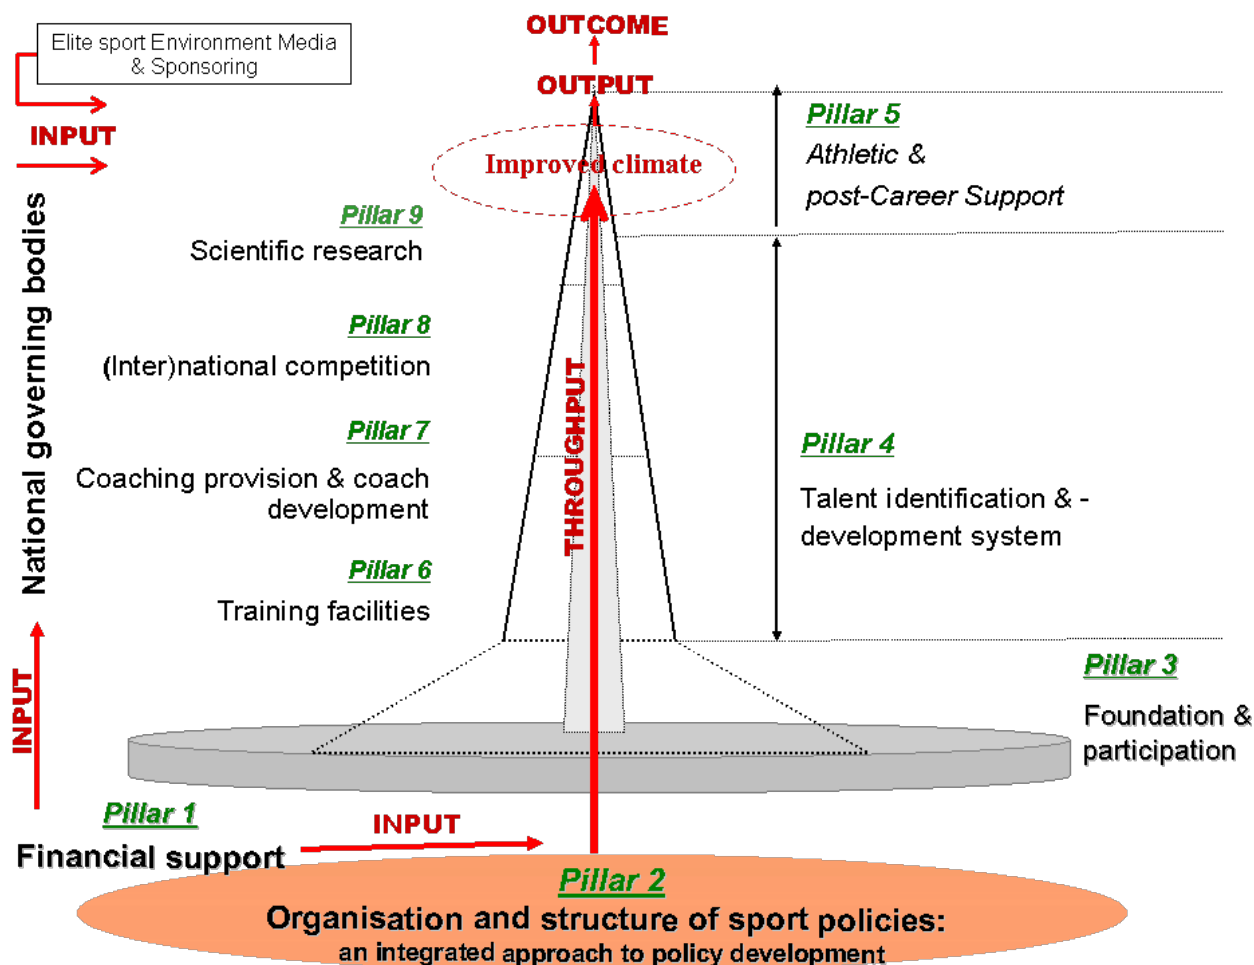 Elite sport Environment Media
& Sponsoring
OUTCOME
OUTPUT
INPUT
Improved climate
Pillar 5
Athletic &
post-Career Support
National governing bodies
Pillar 9
Scientific research
Pillar 8
(Inter)national competition
Pillar 7
Coaching provision & coach
development
THROUGHPUT
Pillar 4
Talent identification & -
development system
Pillar 6
Training facilities
INPUT
Pillar 3
Foundation &
participation
Pillar 1
Financial support
INPUT
Pillar 2
Organisation and structure of sport policies:
an integrated approach to policy development